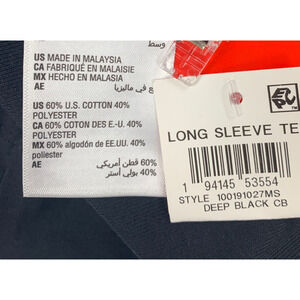 وسط
US MADE IN MALAYSIA
CA FABRIQUÉ EN MALAISIE
MX HECHO EN MALASIA
AE
ع في ماليزيا
US 60% U.S. COTTON 40%
POLYESTER
CA 60% COTON DES E.-U. 40%
POLYESTER
MX 60% algodón de EE.UU. 40%
poliester
AE
60% قطن أمريكي
40% بولي أستر
LONG SLEEVE TE
1 94145 53554
STYLE 100191027MS
DEEP BLACK CB